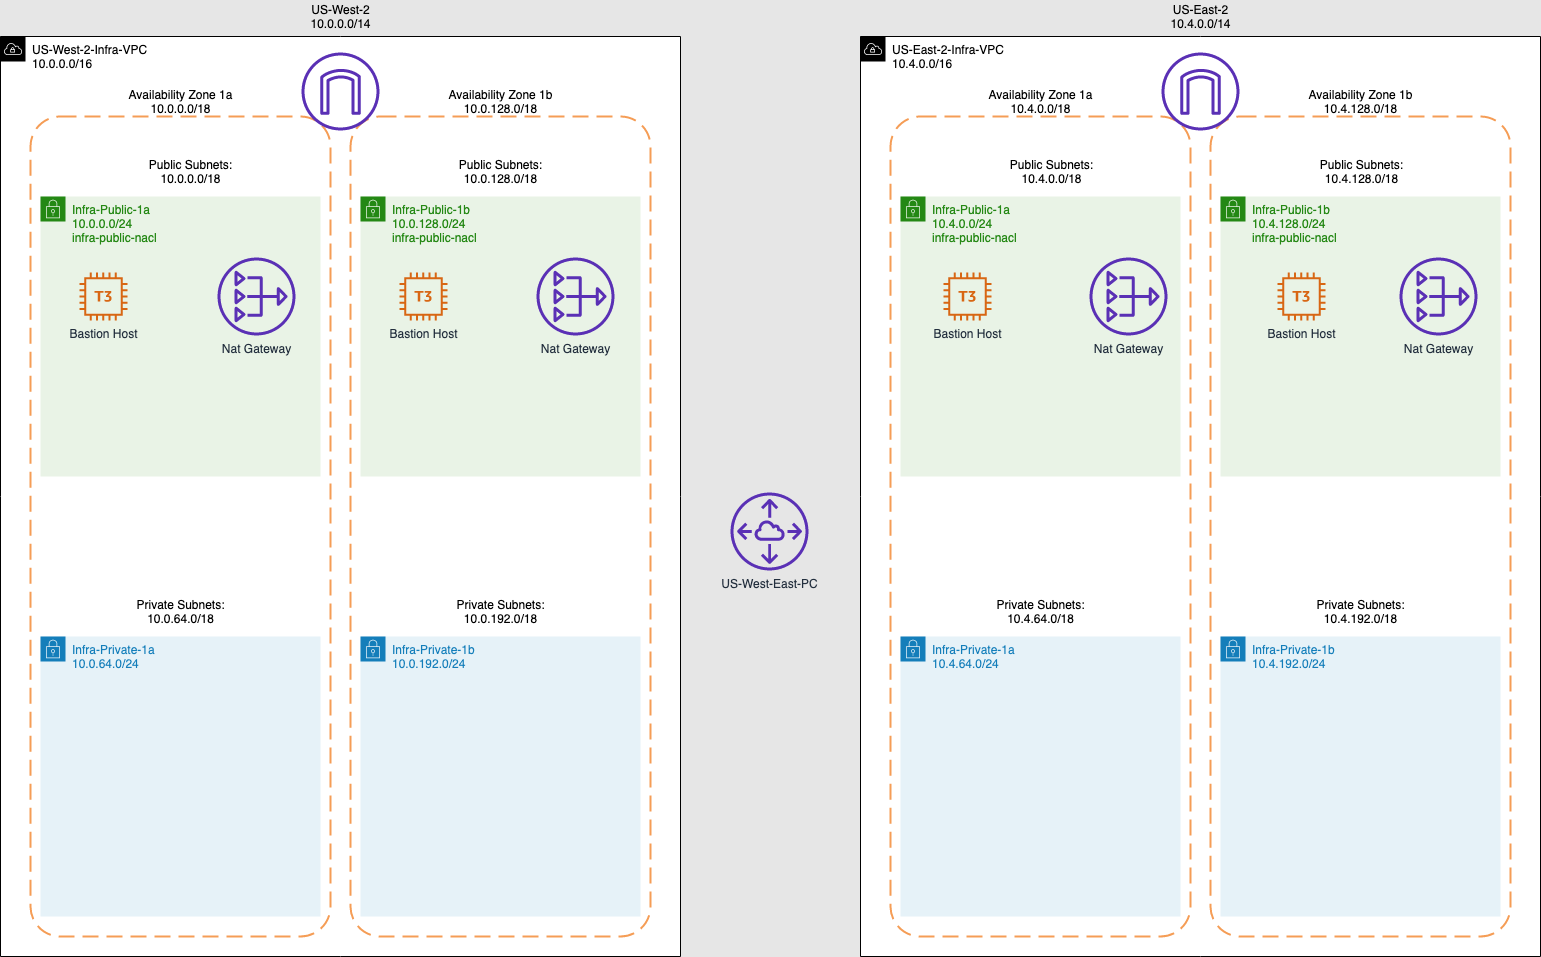 US-West-2
10.0.0.0/14
US-West-2-Infra-VPC
10.0.0.0/16
Availability Zone 1a
10.0.0.0/18
Availability Zone 1b
10.0.128.0/18
Public Subnets:
10.0.0.0/18
Public Subnets:
10.0.128.0/18
Infra-Public-1a
10.0.0.0/24
infra-public-nacl
Infra-Public-1b
10.0.128.0/24
infra-public-nacl
T3
Bastion Host
Nat Gateway
T3
Bastion Host
Nat Gateway
Private Subnets:
10.0.64.0/18
Private Subnets:
10.0.192.0/18
Infra-Private-1a
10.0.64.0/24
Infra-Private-1b
10.0.192.0/24
US-West-East-PC
US-East-2
10.4.0.0/14
US-East-2-Infra-VPC
10.4.0.0/16
Availability Zone 1a
10.4.0.0/18
Availability Zone 1b
10.4.128.0/18
Public Subnets:
10.4.0.0/18
Public Subnets:
10.4.128.0/18
Infra-Public-1a
10.4.0.0/24
infra-public-nacl
Infra-Public-1b
10.4.128.0/24
infra-public-nacl
T3
Bastion Host
Nat Gateway
T3
Bastion Host
Nat Gateway
Private Subnets:
10.4.64.0/18
Private Subnets:
10.4.192.0/18
Infra-Private-1a
10.4.64.0/24
Infra-Private-1b
10.4.192.0/24